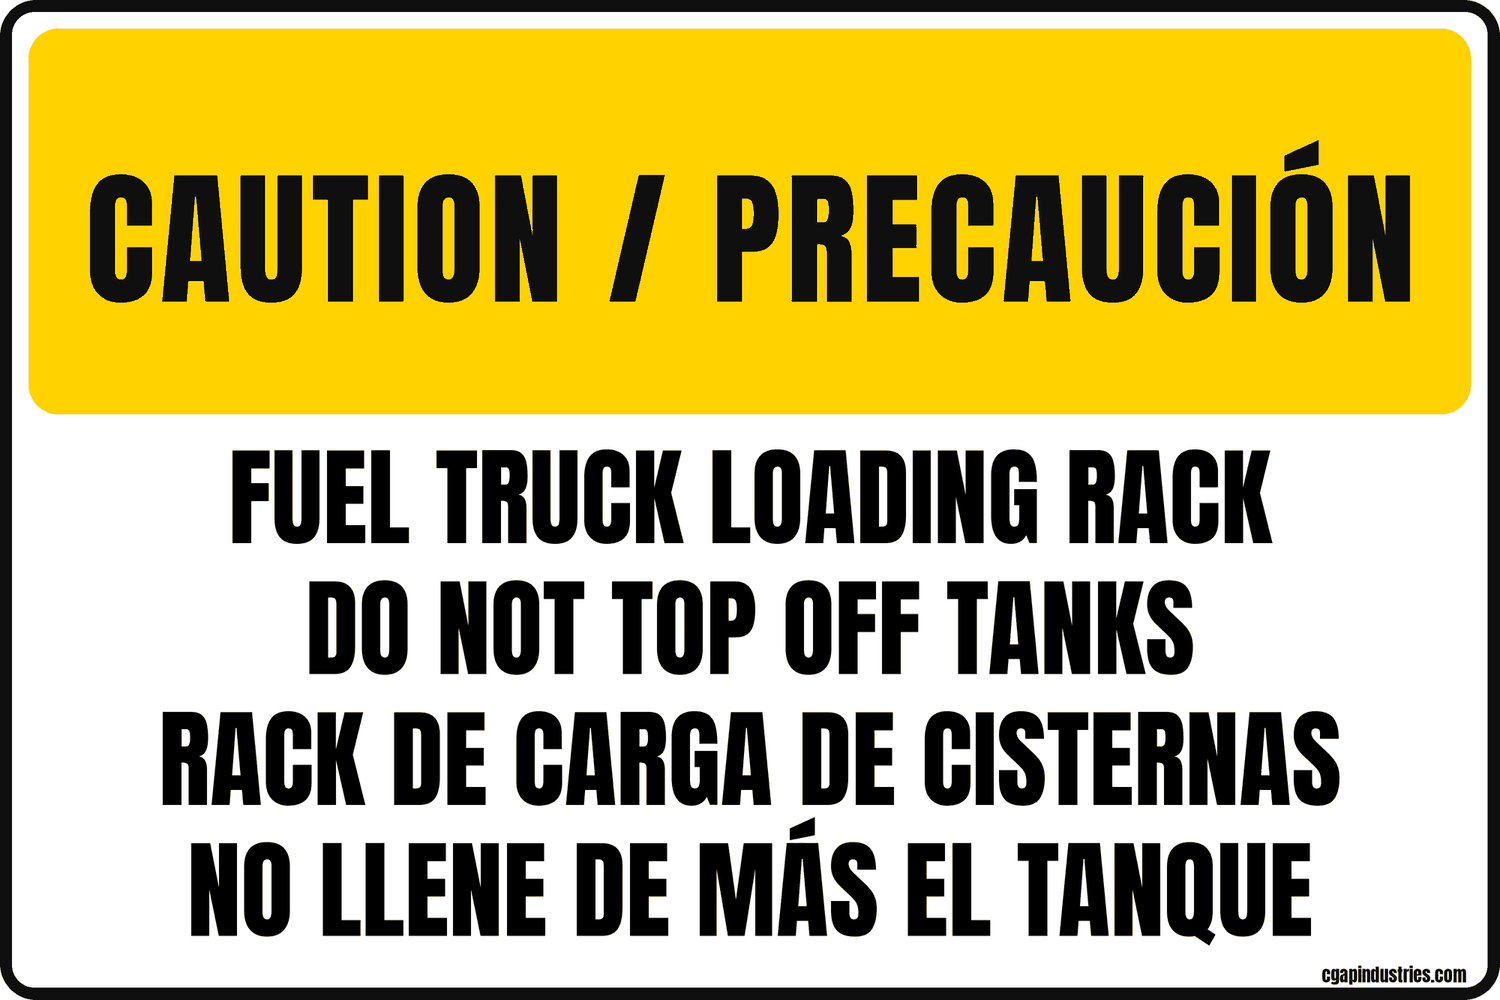 CAUTION / PRECAUCIÓN
FUEL TRUCK LOADING RACK
DO NOT TOP OFF TANKS
RACK DE CARGA DE CISTERNAS
NO LLENE DE MÁS EL TANQUE
cgapindustries.com